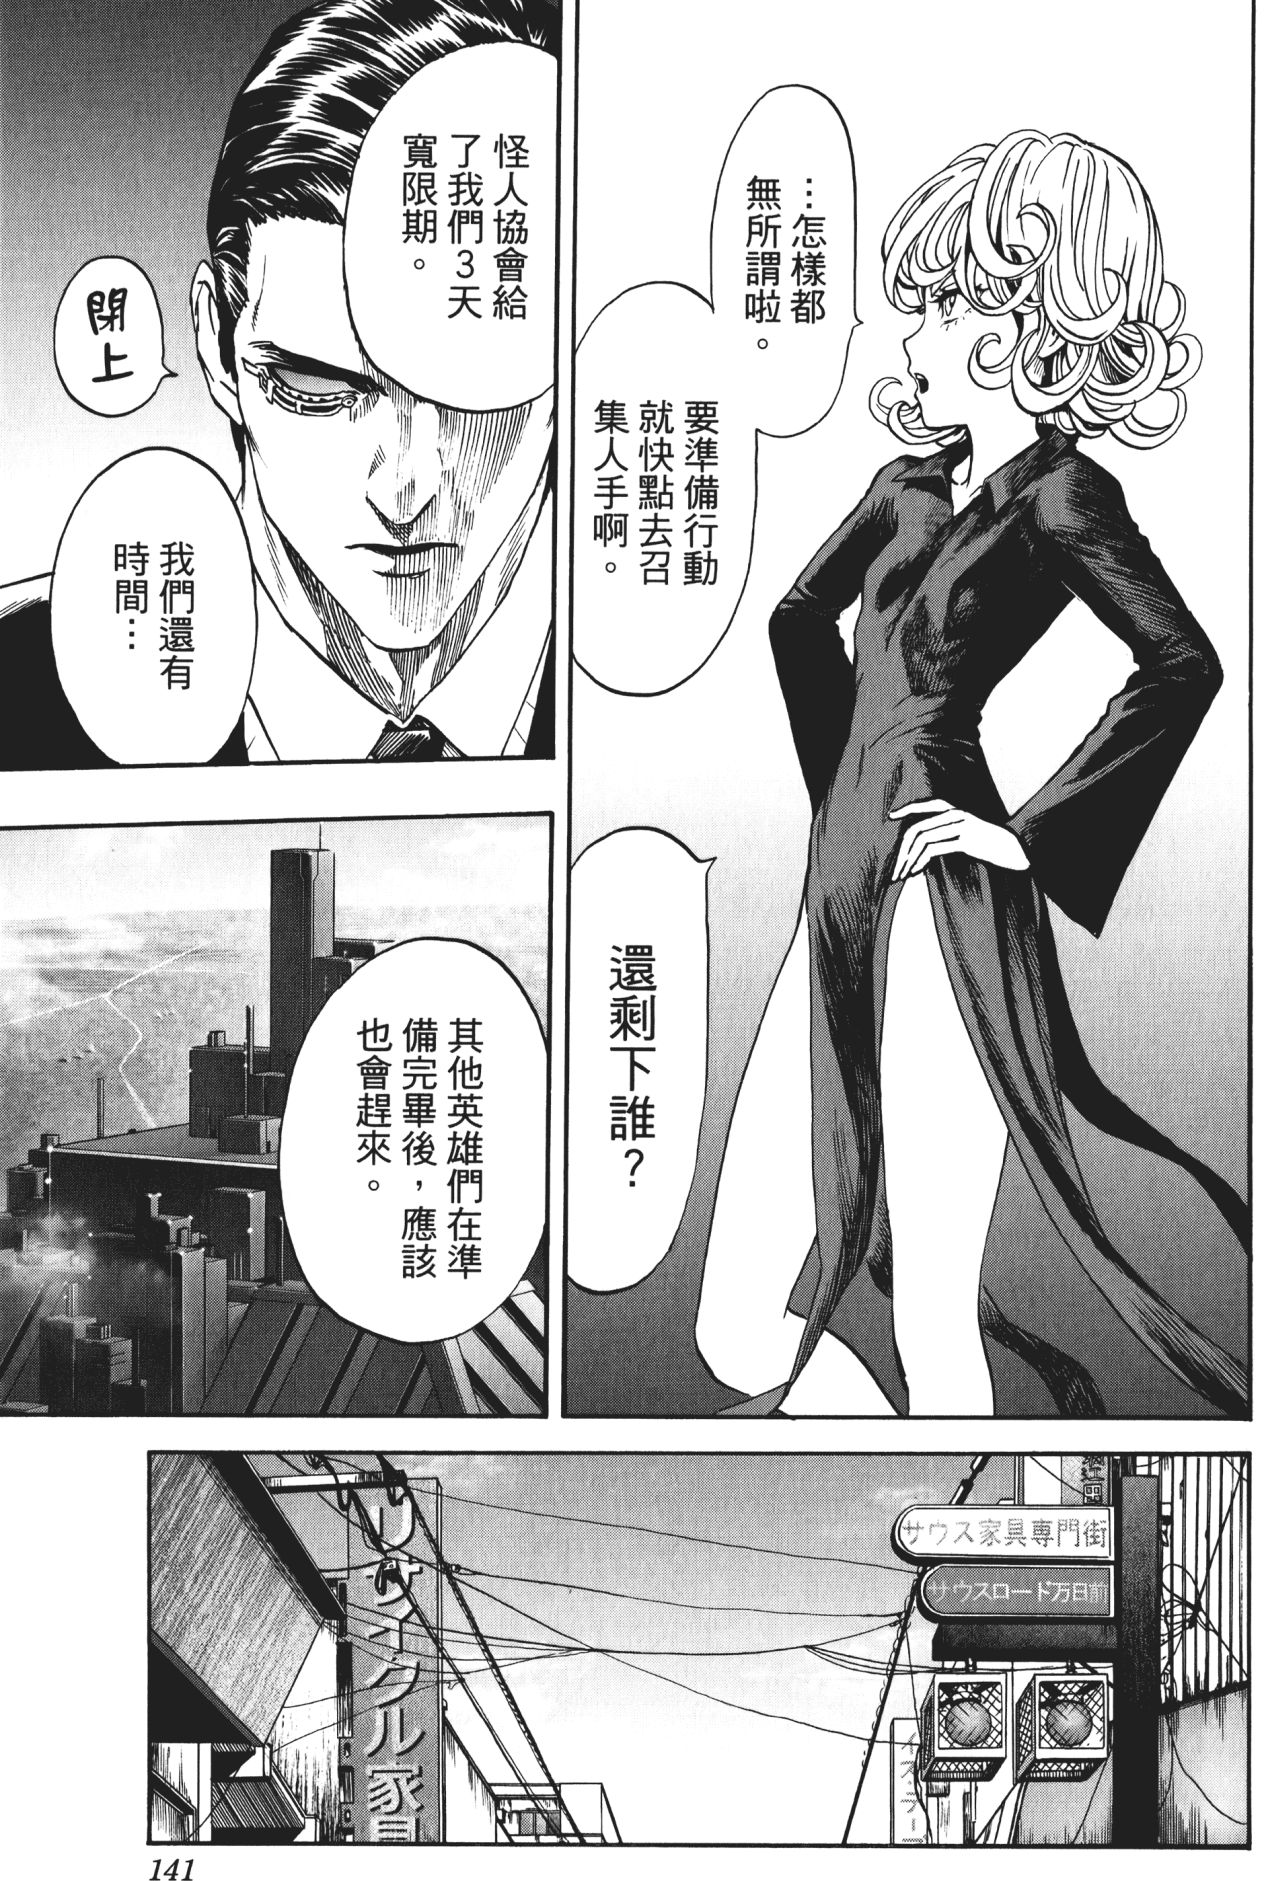 …怎樣都
無所謂啦。
要準備行動
就快點去召
集人手啊。
還剩下誰？
怪人協會給
了我們3天
寬限期。
閉上
我們還有
時間…
其他英雄們在準
備完畢後，應該
也會趕來。
サウス家具専門街
サウスロード万日前
リサイクル家具
141